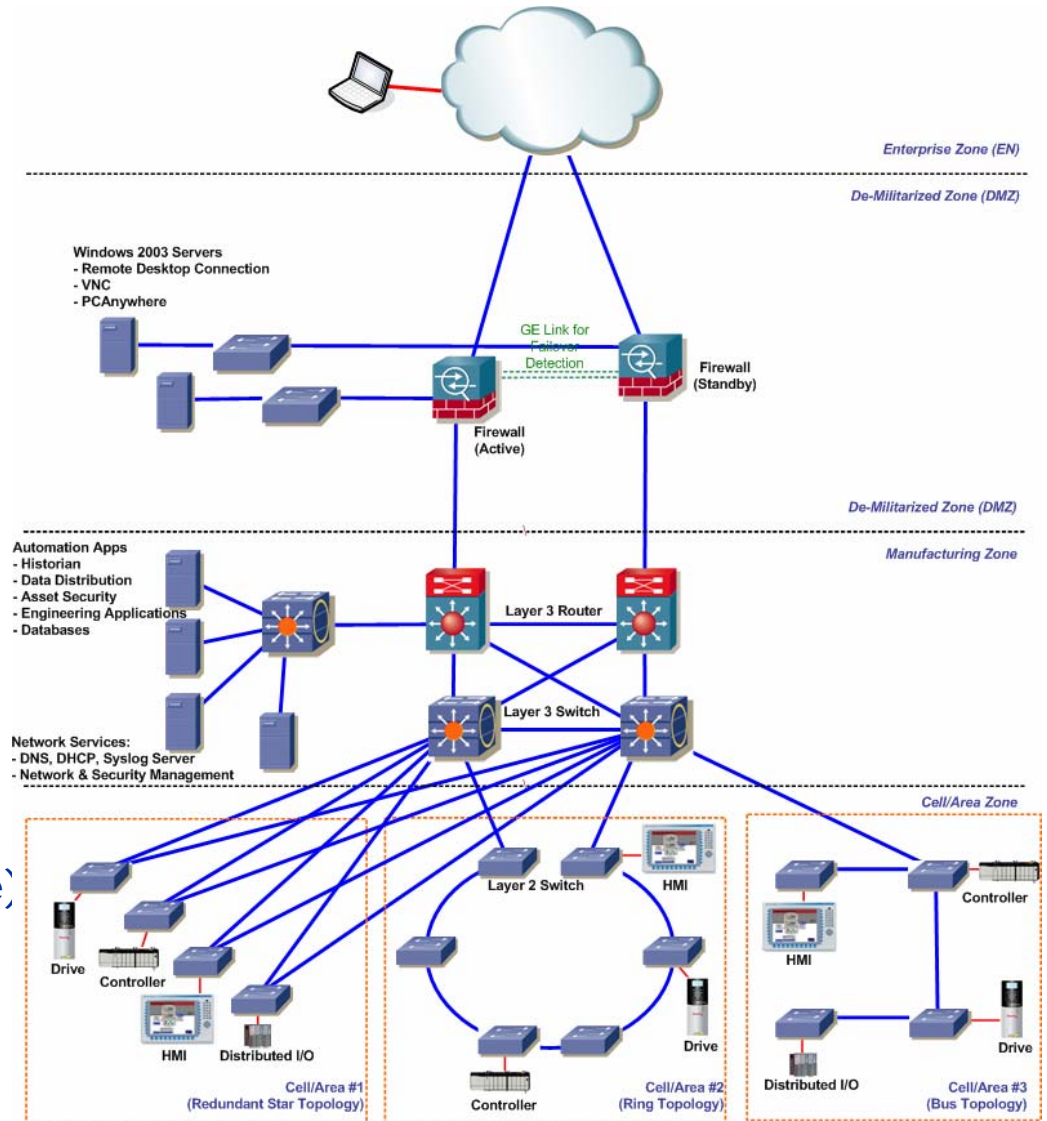 Enterprise Zone (EN)
De-Militarized Zone (DMZ)
Windows 2003 Servers
- Remote Desktop Connection
- VNC
- PCAnywhere
GE Link for
Failover
Detection
Firewall
(Standby)
Firewall
(Active)
De-Militarized Zone (DMZ)
Manufacturing Zone
Automation Apps
- Historian
- Data Distribution
- Asset Security
- Engineering Applications
- Databases
Layer 3 Router
Layer 3 Switch
Network Services:
- DNS, DHCP, Syslog Server
- Network & Security Management
Cell/Area Zone
e)
Drive
Controller
HMI
Distributed I/O
Cell/Area #1
(Redundant Star Topology)
Layer 2 Switch
HMI
Drive
Controller
Cell/Area #2
(Ring Topology)
Controller
HMI
Drive
Distributed I/O
Cell/Area #3
(Bus Topology)